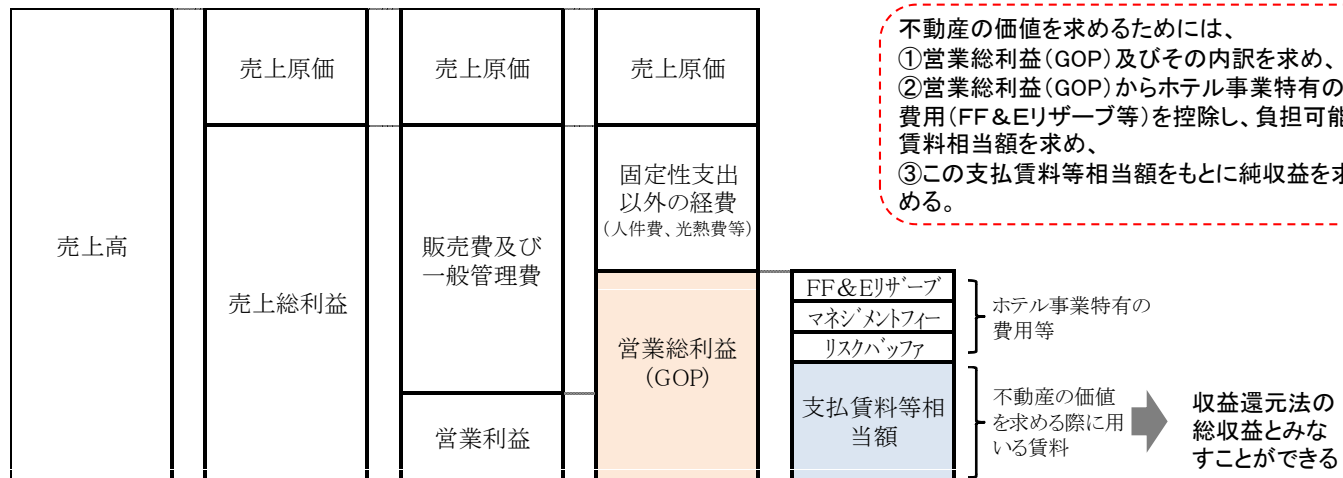 売上高
売上原価
売上総利益
売上原価
販売費及び
一般管理費
営業利益
売上原価
固定性支出
以外の経費
(人件費、光熱費等)
営業総利益
(GOP)
FF&Eリザーブ
マネジメントフィー
リスクバッファ
支払賃料等相
当額
ホテル事業特有の
費用等
不動産の価値
を求める際に用
いる賃料
収益還元法の
総収益とみな
すことができる
不動産の価値を求めるためには、
①営業総利益(GOP)及びその内訳を求め、
②営業総利益(GOP)からホテル事業特有の
費用(FF&Eリザーブ等)を控除し、負担可能
賃料相当額を求め、
③この支払賃料等相当額をもとに純収益を求
める。